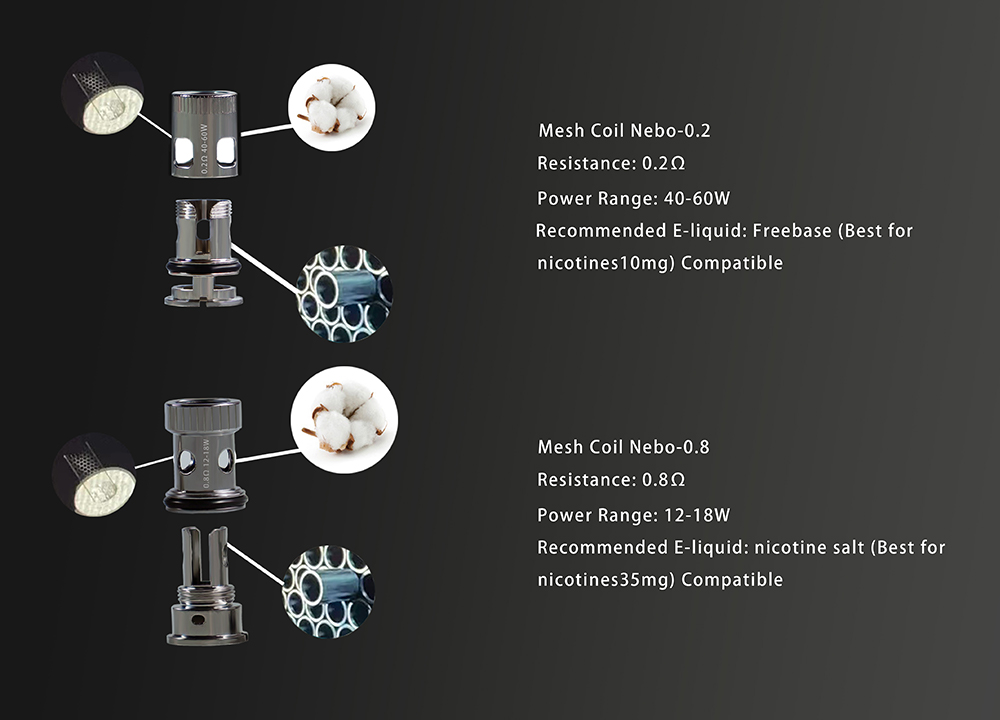 0.2Ω 40-60W
Mesh Coil Nebo-0.2
Resistance: 0.2Ω
Power Range: 40-60W
Recommended E-liquid: Freebase (Best for
nicotines10mg) Compatible
0.8Ω 12-18W
Mesh Coil Nebo-0.8
Resistance: 0.8Ω
Power Range: 12-18W
Recommended E-liquid: nicotine salt (Best for
nicotines35mg) Compatible